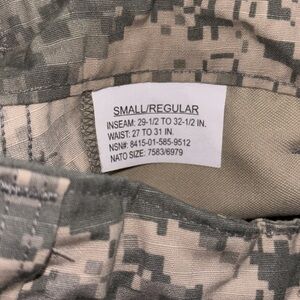 SMALL/REGULAR
INSEAM: 29-1/2 TO 32-1/2 IN.
WAIST: 27 TO 31 IN.
NSN#: 8415-01-585-9512
NATO SIZE: 7583/6979